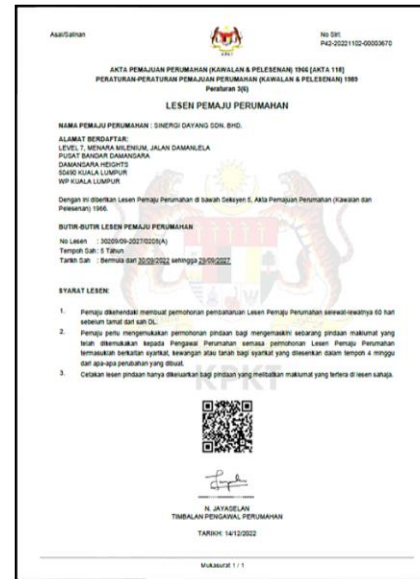 Asal/Salinan
No Siri:
P42-20221102-00003670
KPKT
AKTA PEMAJUAN PERUMAHAN (KAWALAN & PELESENAN) 1966 [AKTA 118]
PERATURAN-PERATURAN PEMAJUAN PERUMAHAN (KAWALAN & PELESENAN) 1989
Peraturan 3(6)
LESEN PEMAJU PERUMAHAN
NAMA PEMAJU PERUMAHAN : SINERGI DAYANG SDN. BHD.
ALAMAT BERDAFTAR:
LEVEL 7, MENARA MILENIUM, JALAN DAMANLELA
PUSAT BANDAR DAMANSARA
DAMANSARA HEIGHTS
50490 KUALA LUMPUR
WP KUALA LUMPUR
Dengan ini diberikan Lesen Pemaju Perumahan di bawah Seksyen 5, Akta Pemajuan Perumahan (Kawalan dan
Pelesenan) 1966.
BUTIR-BUTIR LESEN PEMAJU PERUMAHAN
No Lesen : 30209/09-2027/0205(A)
Tempoh Sah : 5 Tahun
Tarikh Sah : Bermula dari 30/09/2022 sehingga 29/09/2027
SYARAT LESEN:
1. Pemaju dikehendaki membuat permohonan pembaharuan Lesen Pemaju Perumahan selewat-lewatnya 60 hari
sebelum tamat dari sah DL.
2. Pemaju perlu mengemukakan permohonan pindaan bagi mengemaskini sebarang pindaan maklumat yang
telah dikemukakan kepada Pengawal Perumahan semasa permohonan Lesen Pemaju Perumahan
termasuklah berkaitan syarikat, kewangan atau tanah bagi syarikat yang dilesenkan dalam tempoh 4 minggu
dari apa-apa perubahan yang dibuat.
3. Cetakan lesen pindaan hanya dikeluarkan bagi pindaan yang melibatkan maklumat yang tertera di lesen sahaja.
KPKT
N. JAYASELAN
TIMBALAN PENGAWAL PERUMAHAN
TARIKH: 14/12/2022
Mukasurat 1 / 1